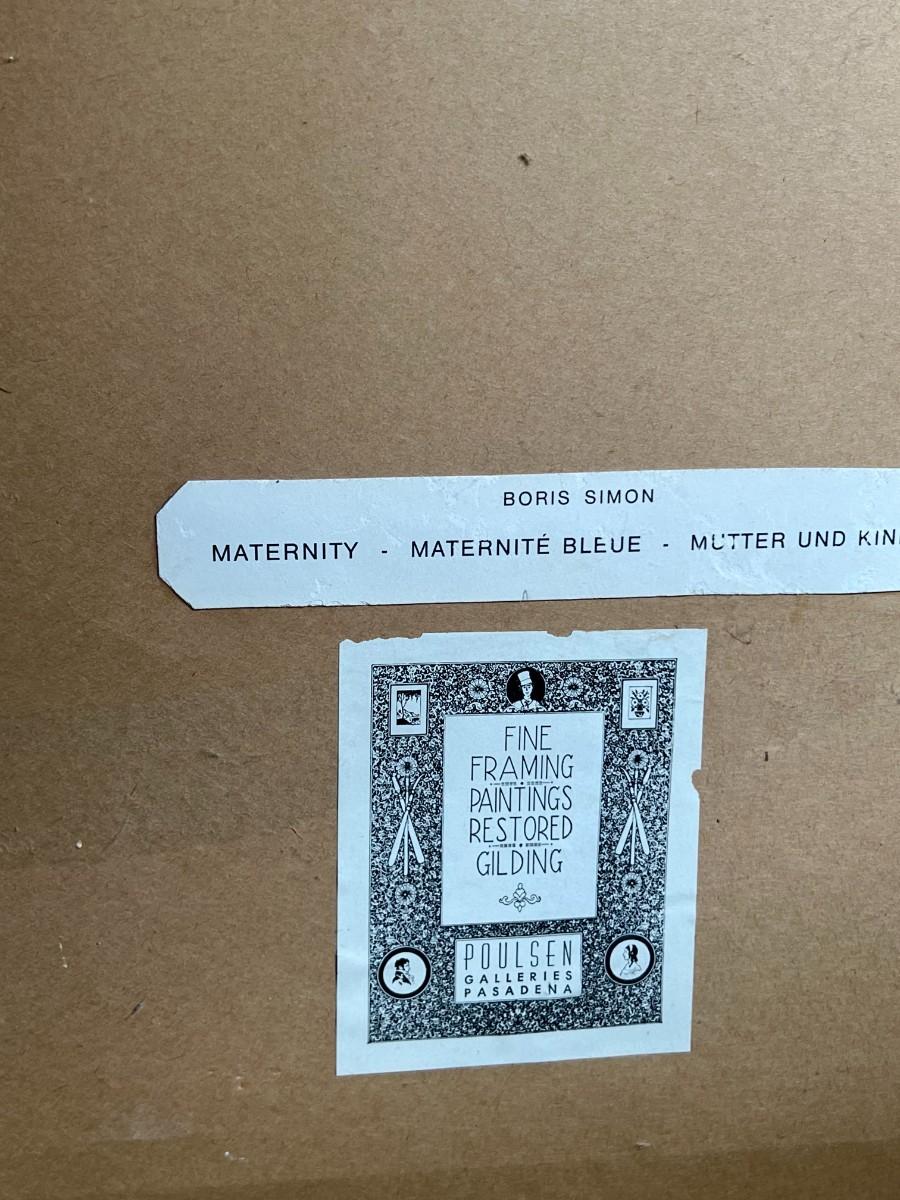 BORIS SIMON
MATERNITY - MATERNITÉ BLEUE - MUTTER UND
FINE
FRAMING
PAINTINGS
RESTORED
GILDING
POULSEN
GALLERIES
PASADENA